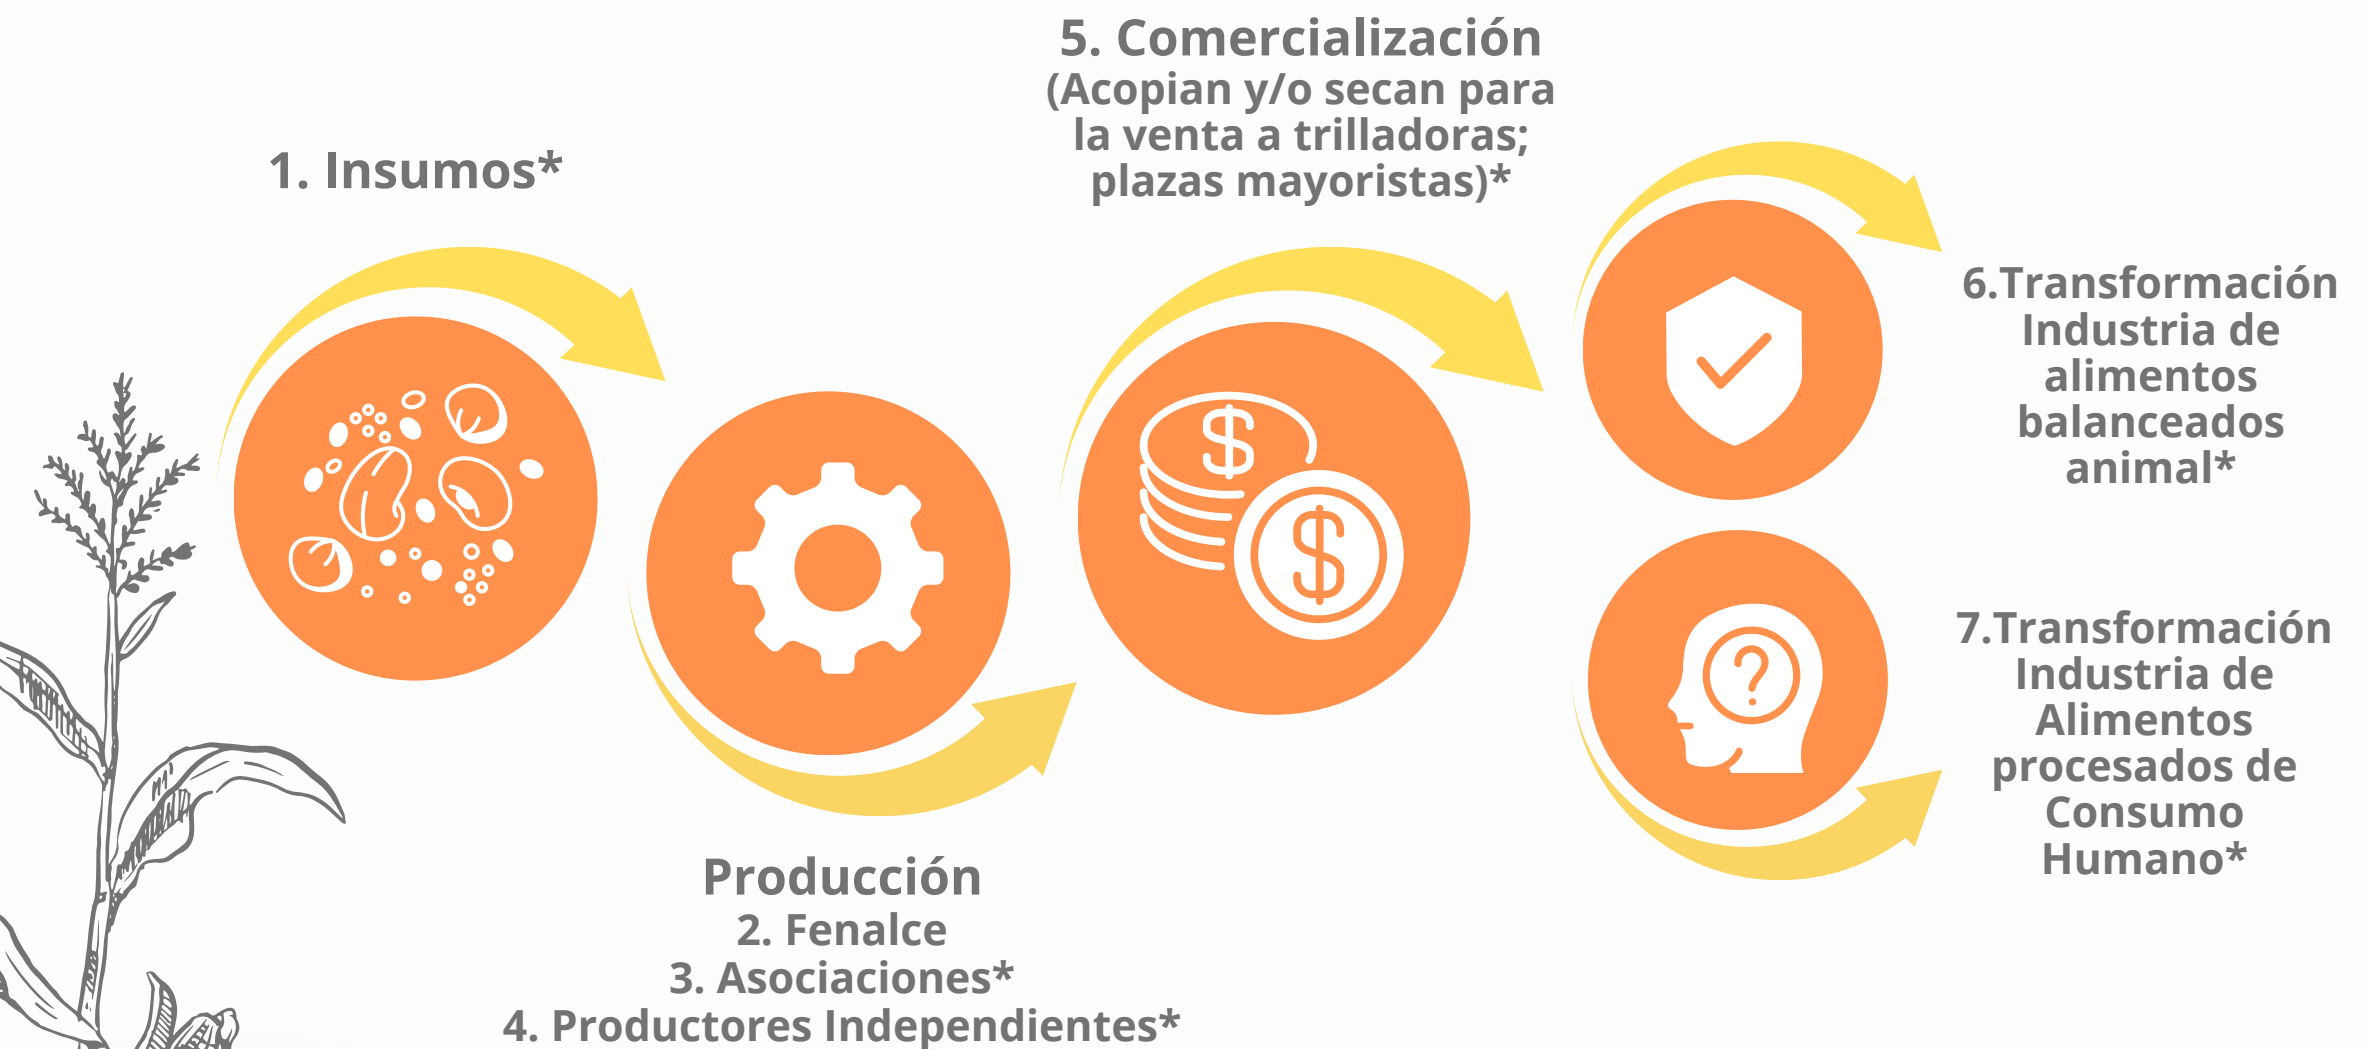 1. Insumos*
Producción
2. Fenalce
3. Asociaciones*
4. Productores Independientes*
5. Comercialización
(Acopian y/o secan para
la venta a trilladoras;
plazas mayoristas)*
6.Transformación
Industria de
alimentos
balanceados
animal*
7.Transformación
Industria de
Alimentos
procesados de
Consumo
Humano*